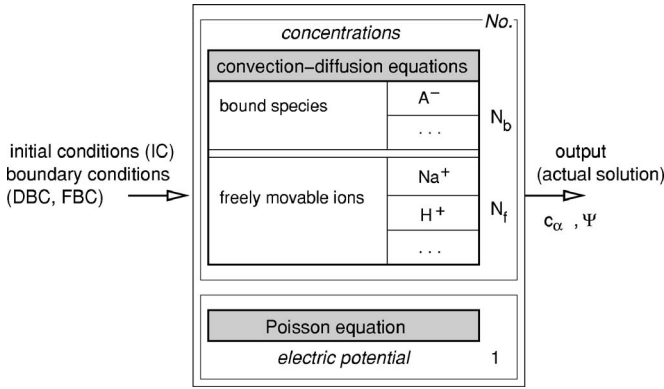 No.
concentrations
convection–diffusion equations
bound species
A⁻
. . .
N_b
freely movable ions
Na⁺
H⁺
. . .
N_f
initial conditions (IC)
boundary conditions
(DBC, FBC)
output
(actual solution)
c_α , Ψ
Poisson equation
electric potential
1